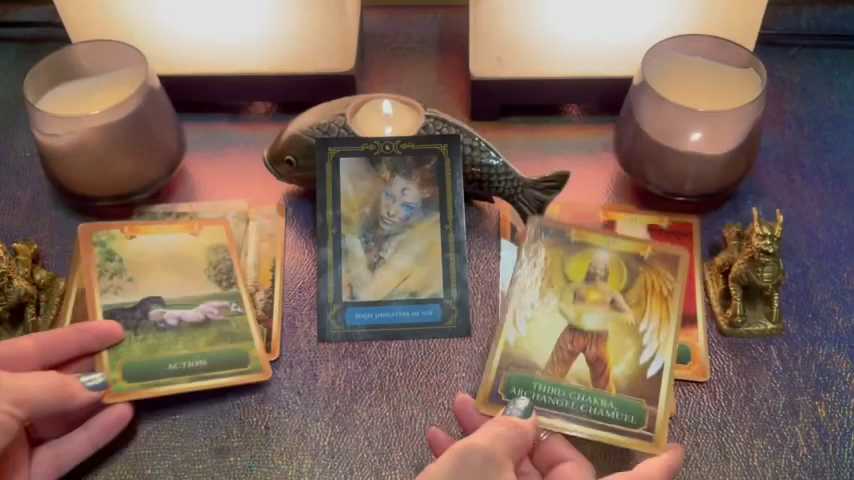 ACTION
HIGH PRIESTESS OF AIR
THIRD CHAKRA,
ARCHANGEL CHAMUEL